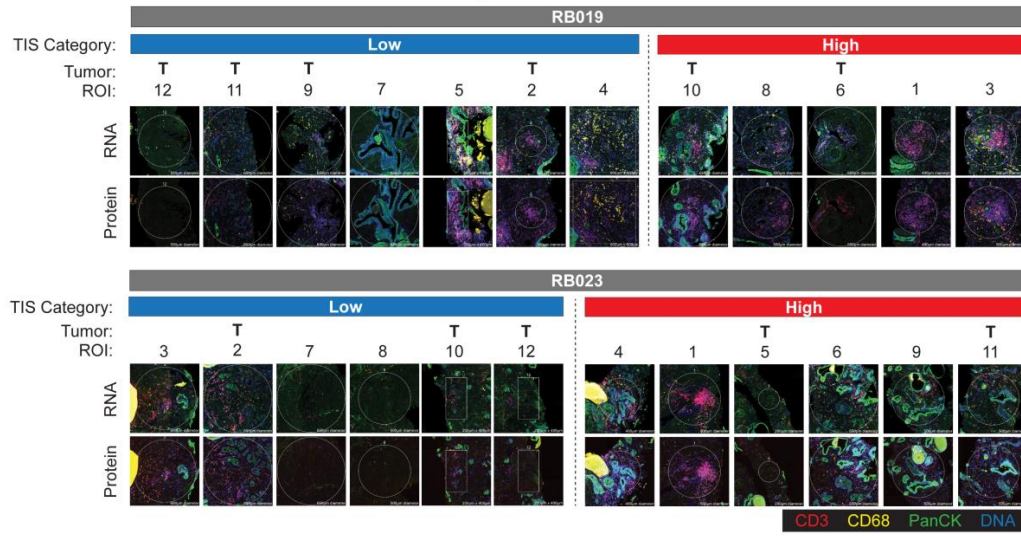 RB019
TIS Category: Low High
Tumor: T T T T T T
ROI: 12 11 9 7 5 2 4 10 8 6 1 3
RNA
Protein
RB023
TIS Category: Low High
Tumor: T T T T T
ROI: 3 2 7 8 10 12 4 1 5 6 9 11
RNA
Protein
CD3 CD68 PanCK DNA